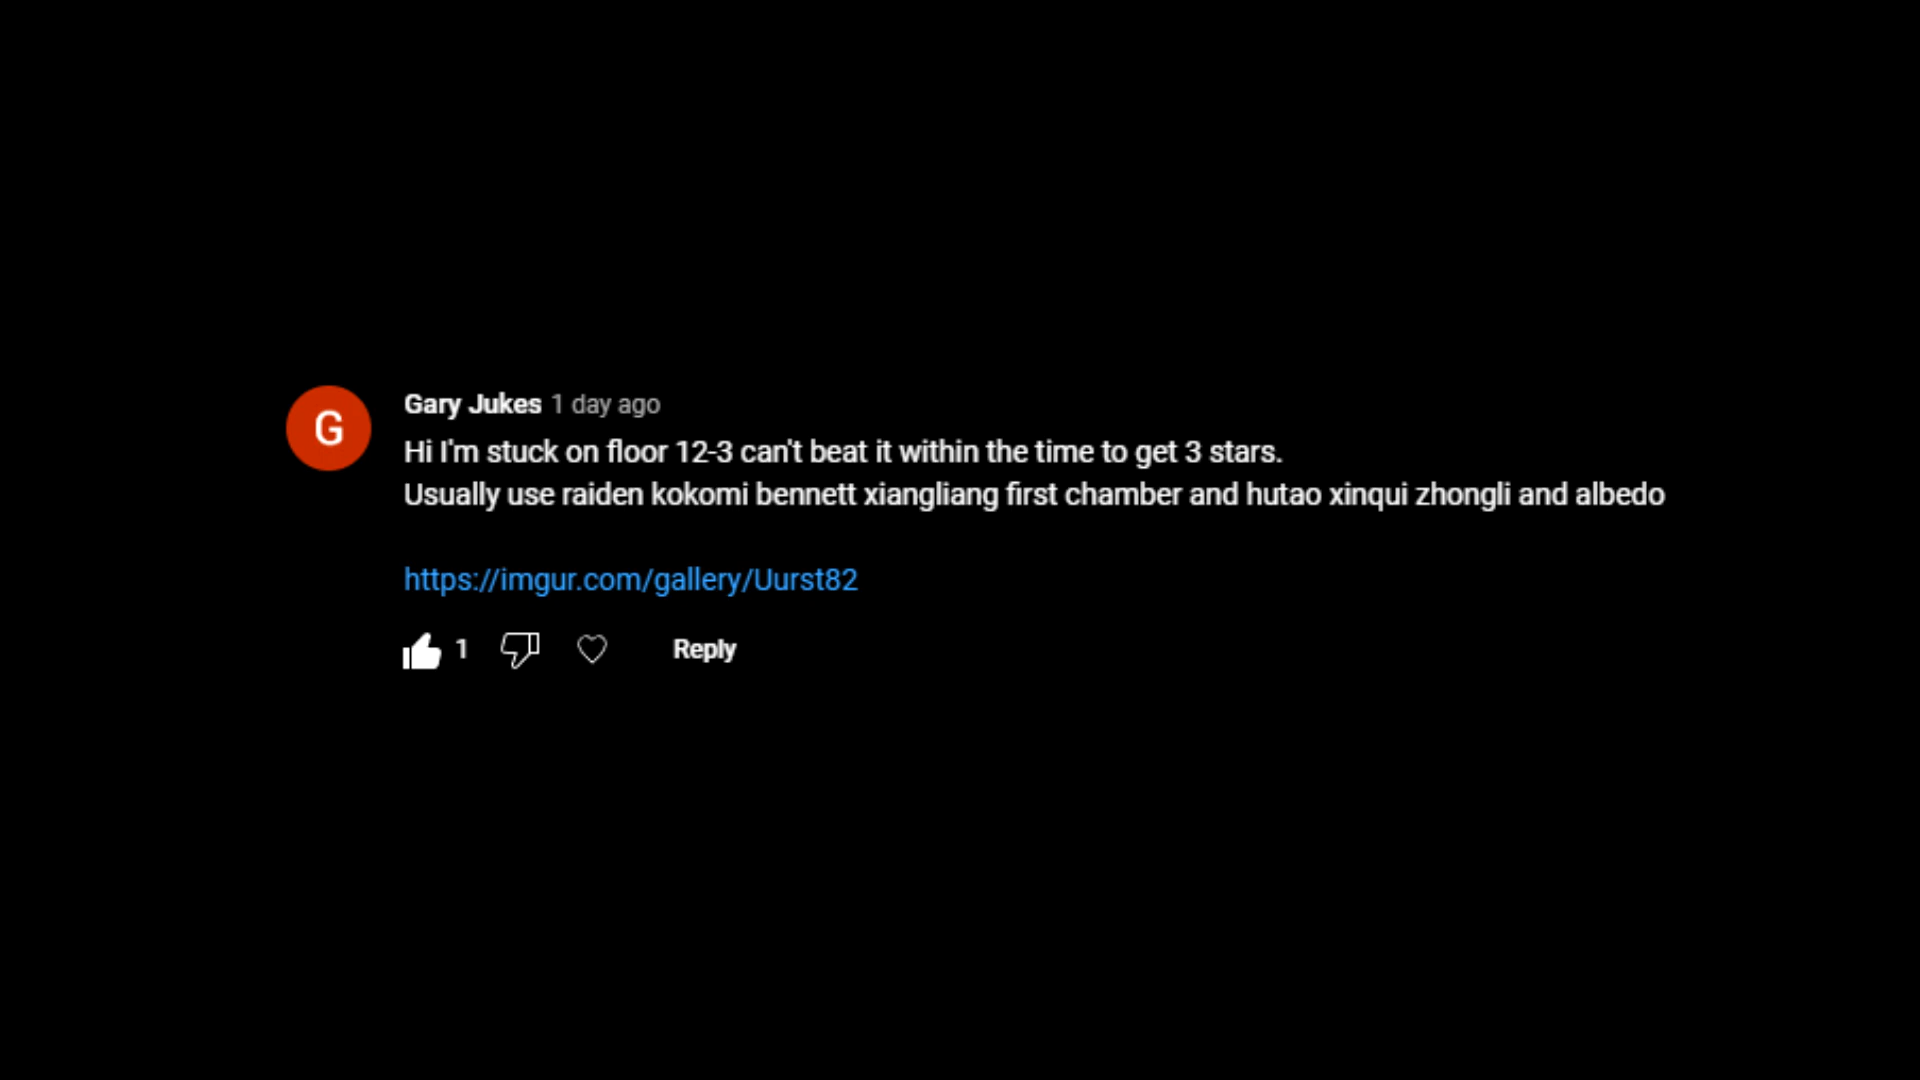 G
Gary Jukes 1 day ago
Hi I'm stuck on floor 12-3 can't beat it within the time to get 3 stars.
Usually use raiden kokomi bennett xiangliang first chamber and hutao xinqui zhongli and albedo
https://imgur.com/gallery/Uurst82
1 Reply